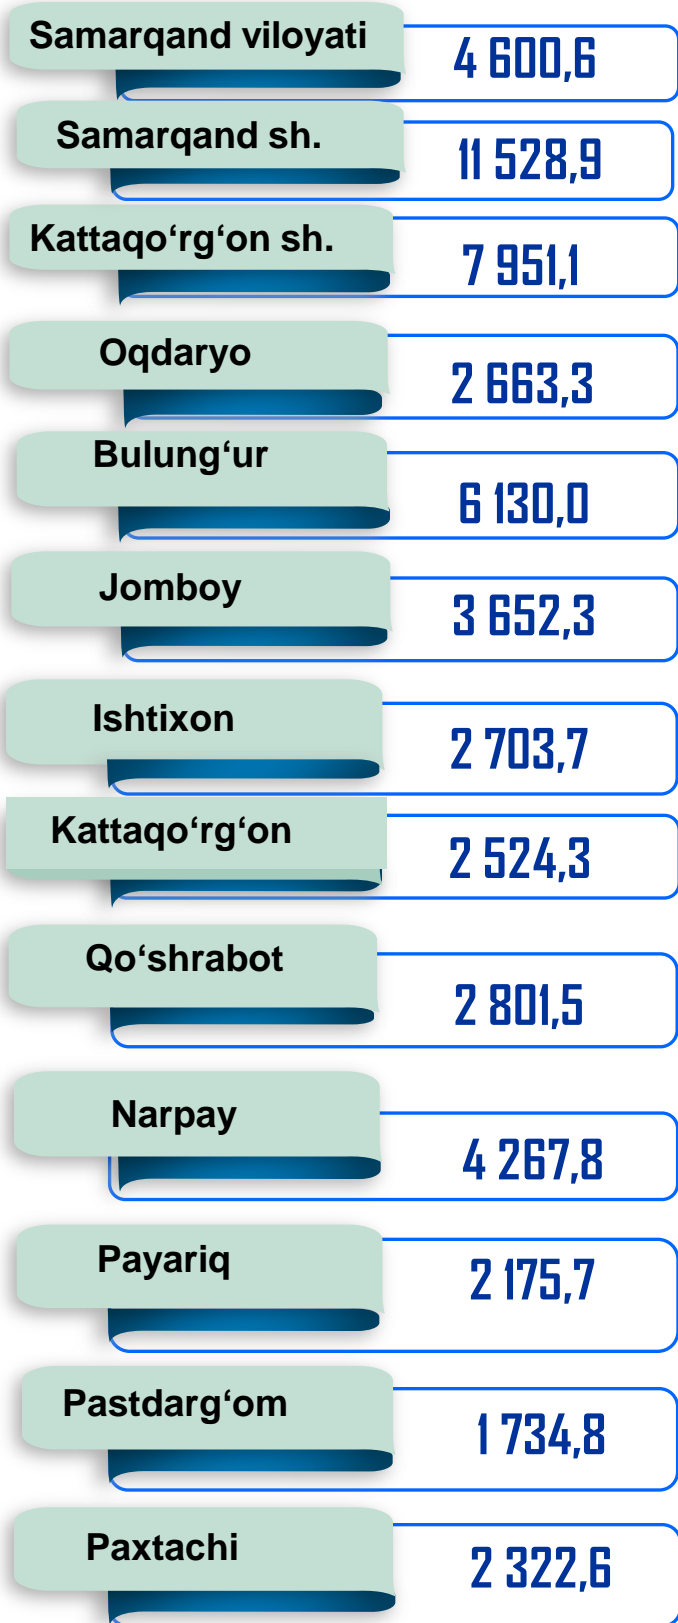 Samarqand viloyati 4 600,6
Samarqand sh. 11 528,9
Kattaqo‘rg‘on sh. 7 951,1
Oqdaryo 2 663,3
Bulung‘ur 6 130,0
Jomboy 3 652,3
Ishtixon 2 703,7
Kattaqo‘rg‘on 2 524,3
Qo‘shrabot 2 801,5
Narpay 4 267,8
Payariq 2 175,7
Pastdarg‘om 1 734,8
Paxtachi 2 322,6